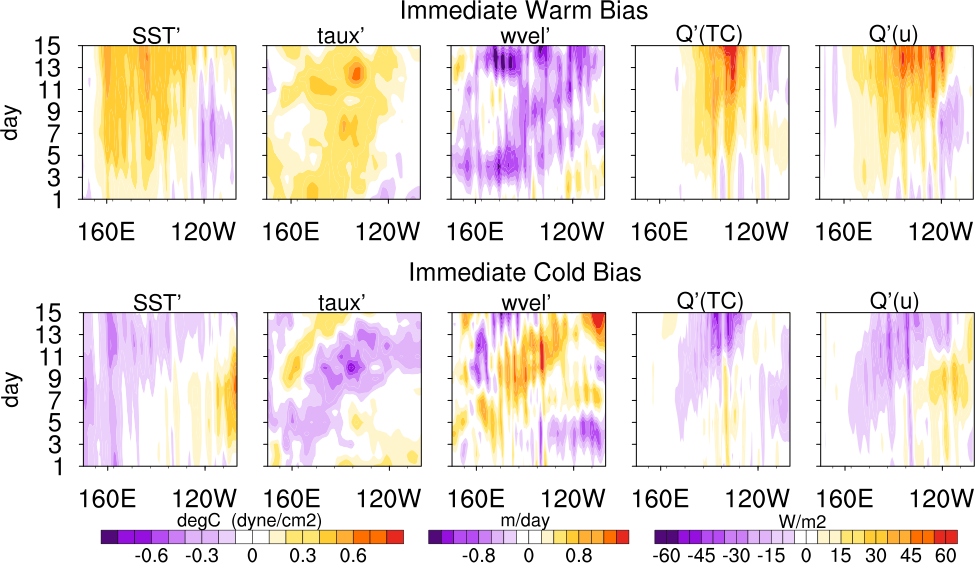 Immediate Warm Bias
SST' taux' wvel' Q'(TC) Q'(u)
15
13
11
9
7
5
3
1
day
160E 120W 160E 120W 160E 120W 160E 120W 160E 120W
Immediate Cold Bias
SST' taux' wvel' Q'(TC) Q'(u)
15
13
11
9
7
5
3
1
day
160E 120W 160E 120W 160E 120W 160E 120W 160E 120W
degC (dyne/cm2) m/day W/m2
-0.6 -0.3 0 0.3 0.6 -0.8 0 0.8 -60 -45 -30 -15 0 15 30 45 60